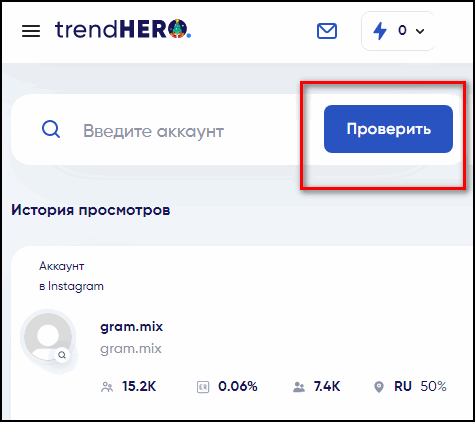 trendHERO.
0
Введите аккаунт
Проверить
История просмотров
Аккаунт
в Instagram
gram.mix
gram.mix
15.2K ER 0.06% 7.4K RU 50%